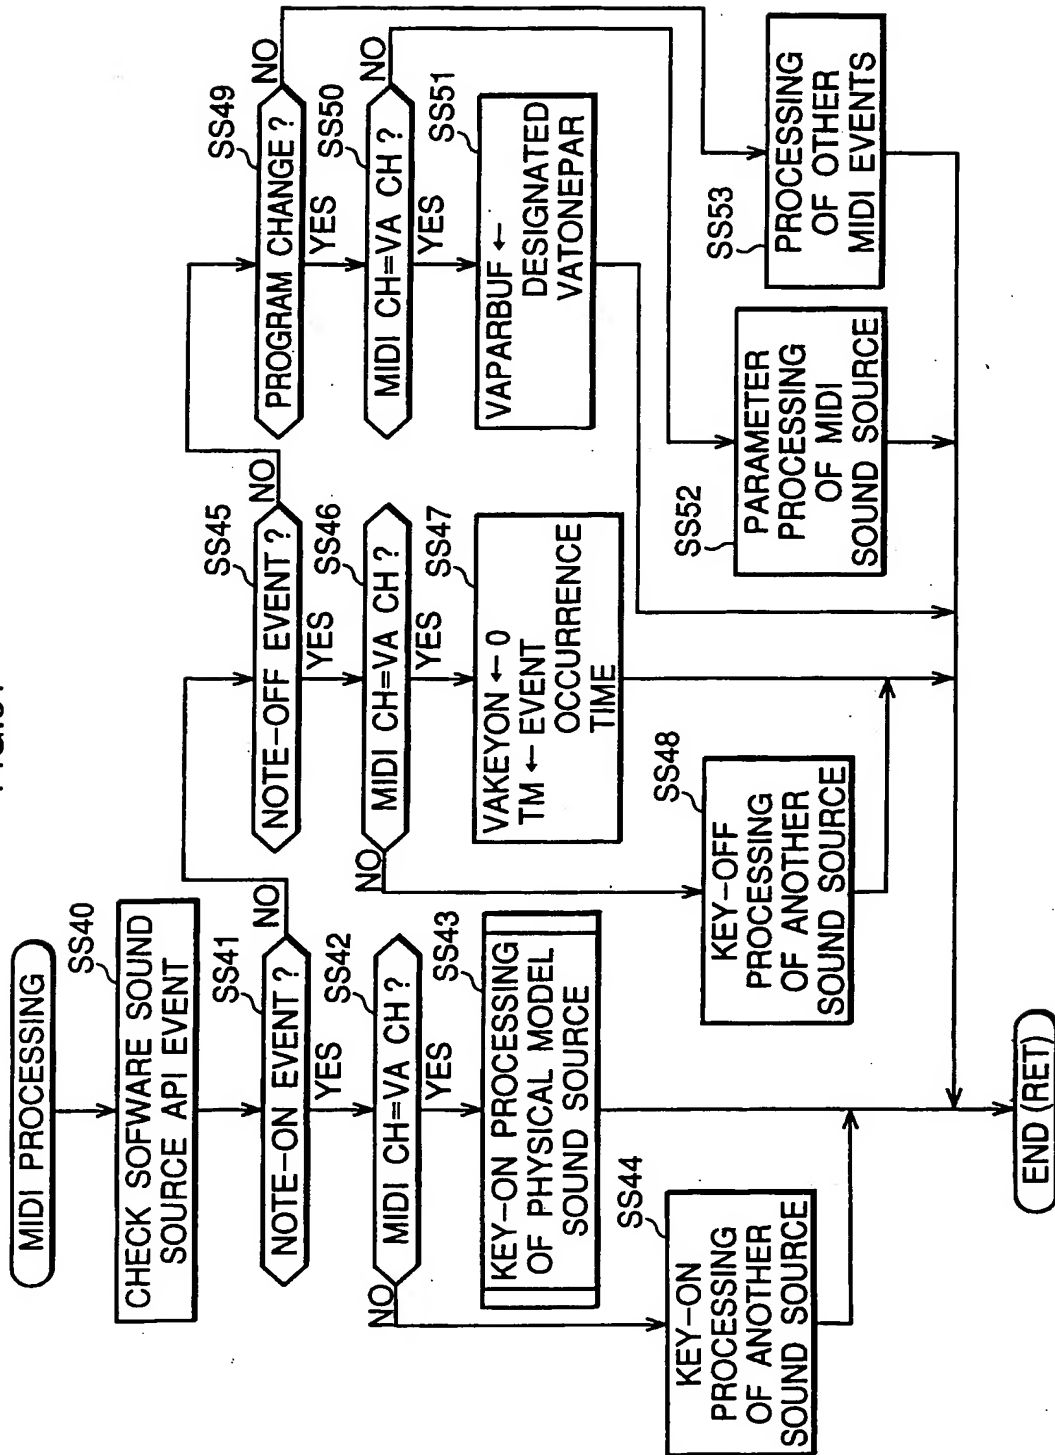 MIDI PROCESSING
SS40
CHECK SOFWARE SOUND
SOURCE API EVENT
SS41
NOTE-ON EVENT?
NO
YES
SS42
MIDI CH=VA CH?
NO
YES
SS43
KEY-ON PROCESSING
OF PHYSICAL MODEL
SOUND SOURCE
SS44
KEY-ON
PROCESSING
OF ANOTHER
SOUND SOURCE
SS45
NOTE-OFF EVENT?
NO
YES
SS46
MIDI CH=VA CH?
NO
YES
SS47
VAKEYON ← 0
TM ← EVENT
OCCURRENCE
TIME
SS48
KEY-OFF
PROCESSING
OF ANOTHER
SOUND SOURCE
SS49
PROGRAM CHANGE?
NO
YES
SS50
MIDI CH=VA CH?
NO
YES
SS51
VAPARBUF ←
DESIGNATED
VATONEPAR
SS52
PARAMETER
PROCESSING
OF MIDI
SOUND SOURCE
SS53
PROCESSING
OF OTHER
MIDI EVENTS
END (RET)